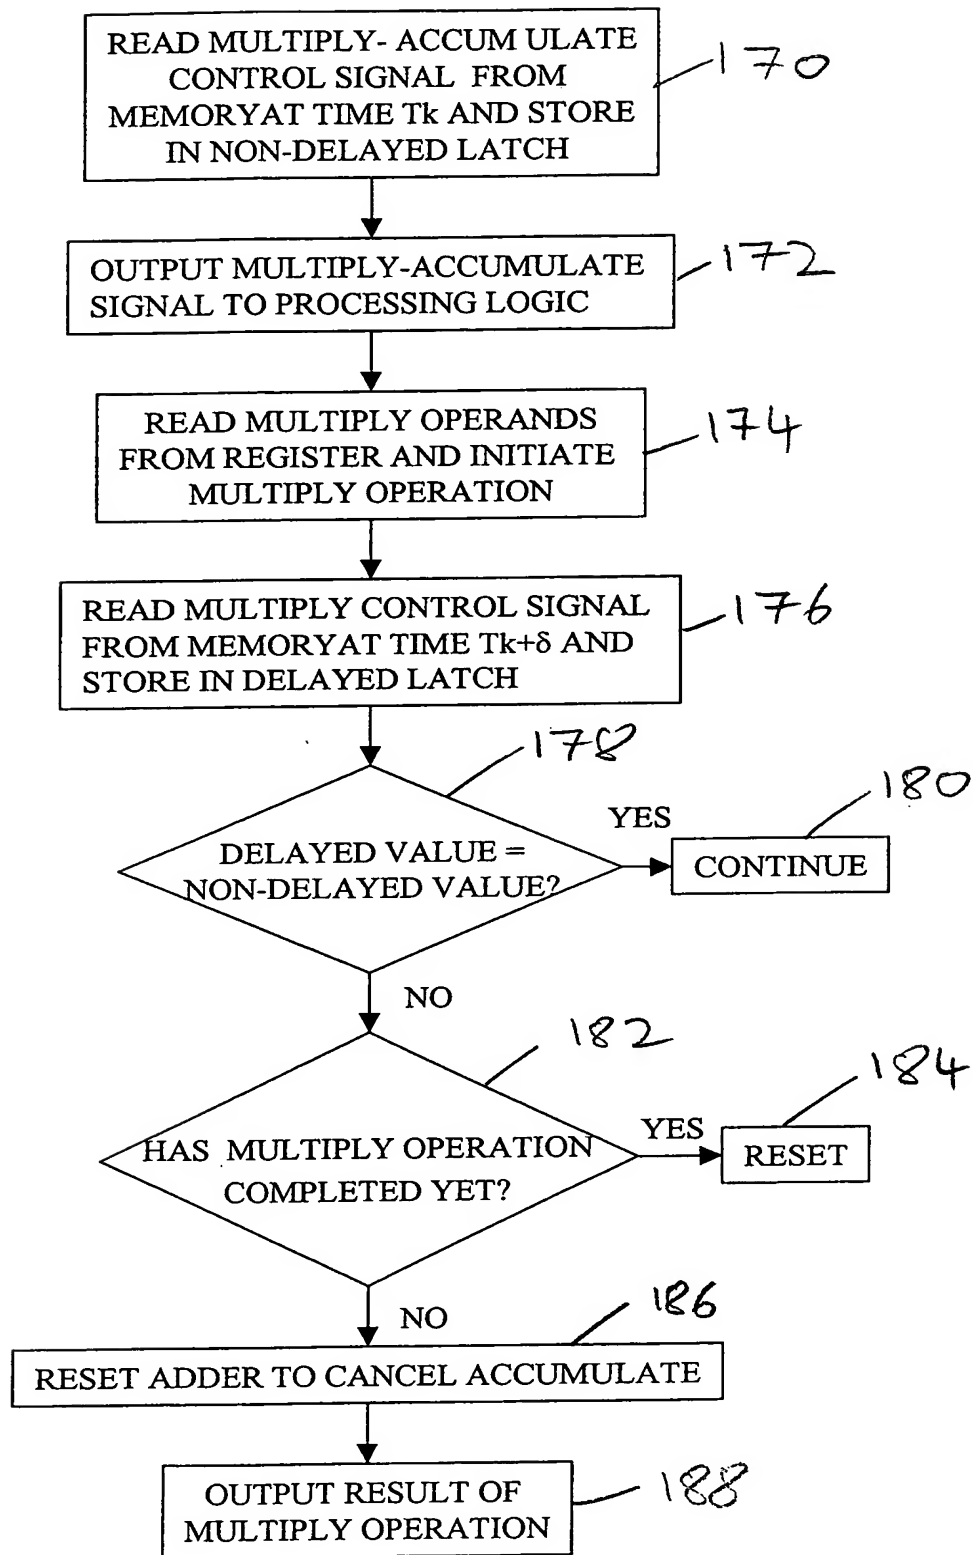 READ MULTIPLY- ACCUM ULATE
CONTROL SIGNAL FROM
MEMORYAT TIME Tk AND STORE
IN NON-DELAYED LATCH
170
OUTPUT MULTIPLY-ACCUMULATE
SIGNAL TO PROCESSING LOGIC
172
READ MULTIPLY OPERANDS
FROM REGISTER AND INITIATE
MULTIPLY OPERATION
174
READ MULTIPLY CONTROL SIGNAL
FROM MEMORYAT TIME Tk+δ AND
STORE IN DELAYED LATCH
176
178
DELAYED VALUE =
NON-DELAYED VALUE?
YES
180
CONTINUE
NO
182
HAS MULTIPLY OPERATION
COMPLETED YET?
YES
184
RESET
NO
186
RESET ADDER TO CANCEL ACCUMULATE
OUTPUT RESULT OF
MULTIPLY OPERATION
188